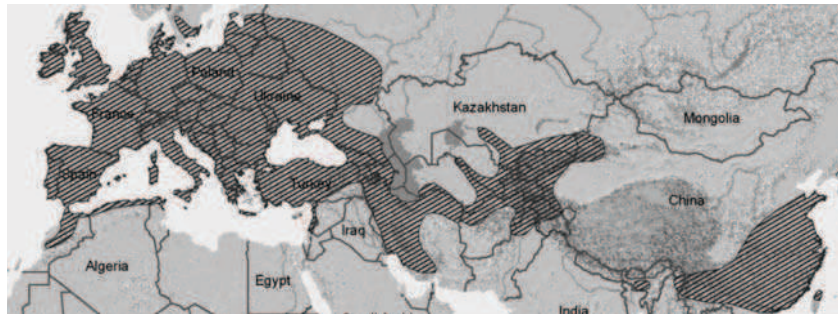 Poland
Ukraine
France
Kazakhstan
Mongolia
Spain
Turkey
China
Iraq
Algeria
Egypt
India